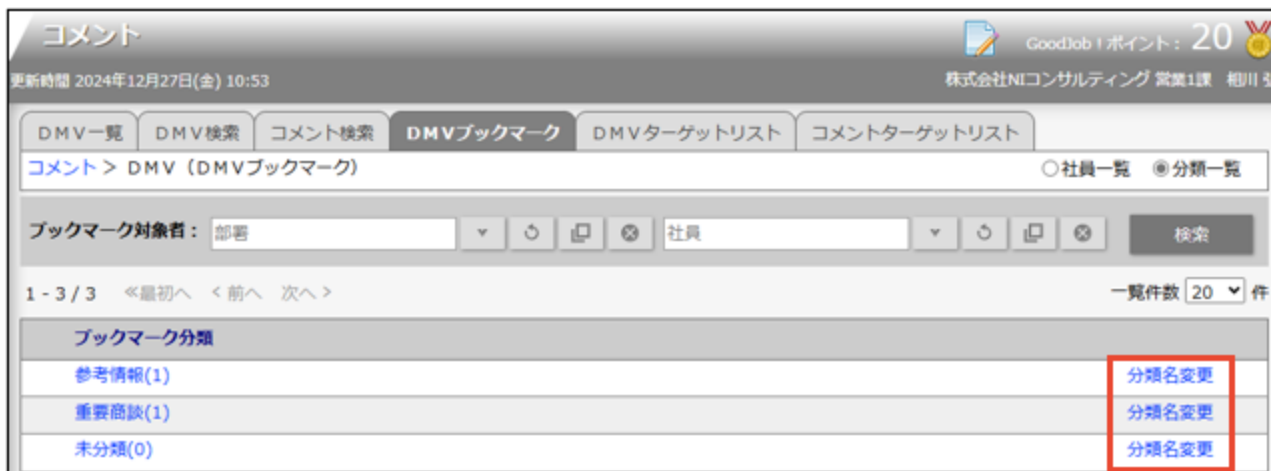 コメント
GoodJob！ポイント： 20
更新時間 2024年12月27日(金) 10:53
株式会社NIコンサルティング 営業1課 相川
ＤＭＶ一覧 ＤＭＶ検索 コメント検索 ＤＭＶブックマーク ＤＭＶターゲットリスト コメントターゲットリスト
コメント > ＤＭＶ（ＤＭＶブックマーク）
社員一覧 分類一覧
ブックマーク対象者： 部署 社員 検索
1 - 3 / 3 ≪最初へ <前へ 次へ>
一覧件数 20 件
ブックマーク分類
参考情報(1) 分類名変更
重要商談(1) 分類名変更
未分類(0) 分類名変更